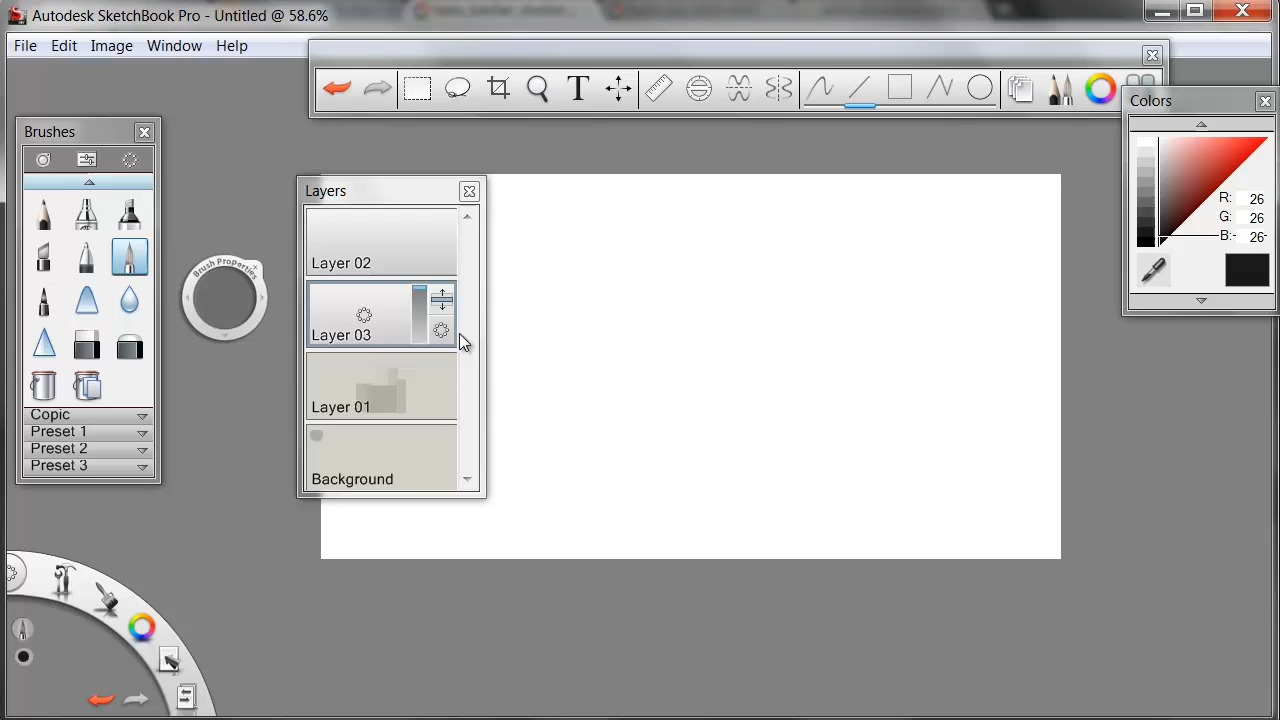 Autodesk SketchBook Pro - Untitled @ 58.6%
File Edit Image Window Help
T
Colors
R: 26
G: 26
B: 26
Brushes
Copic
Preset 1
Preset 2
Preset 3
Brush Properties
Layers
Layer 02
Layer 03
Layer 01
Background